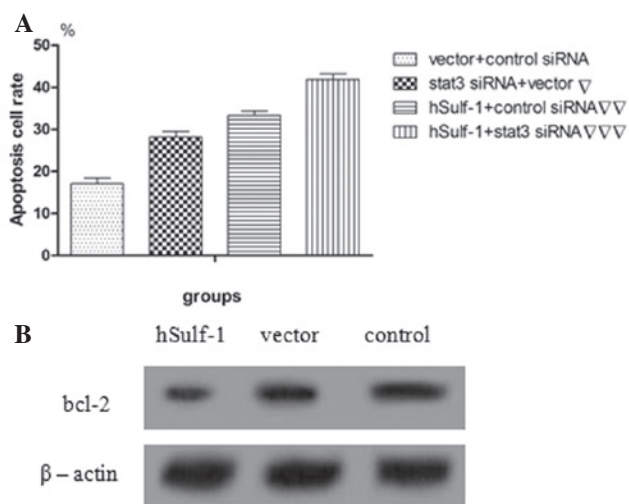 A
%
50
40
30
20
10
0
Apoptosis cell rate
groups
vector+control siRNA
stat3 siRNA+vector ▽
hSulf-1+control siRNA▽▽
hSulf-1+stat3 siRNA▽▽▽
B
hSulf-1 vector control
bcl-2
β – actin